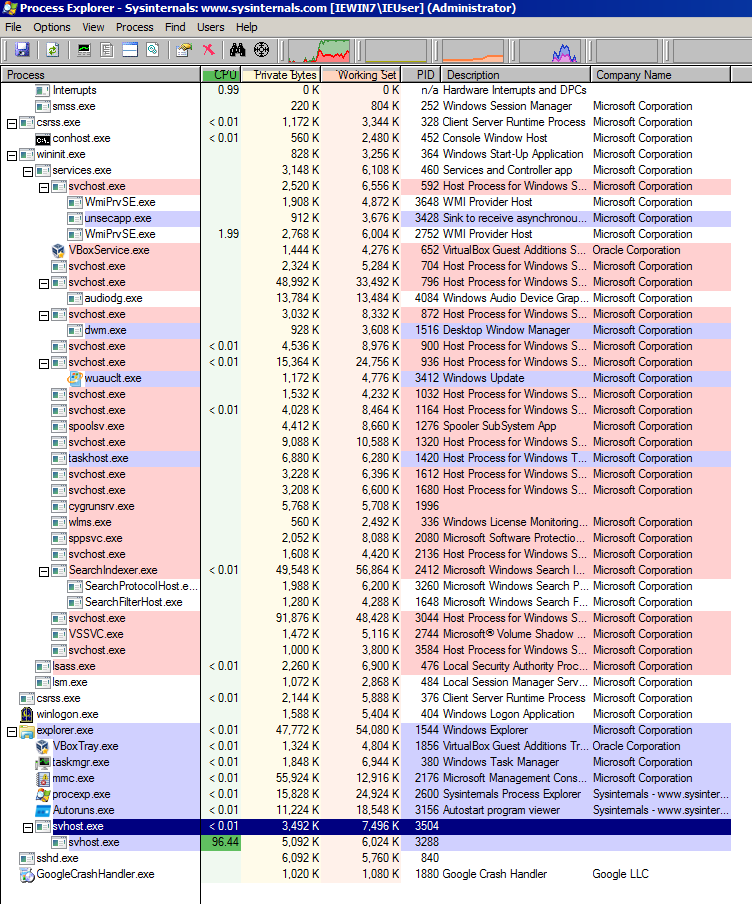 Process Explorer - Sysinternals: www.sysinternals.com [IEWIN7\IEUser] (Administrator)
File Options View Process Find Users Help
Process CPU Private Bytes Working Set PID Description Company Name
Interrupts 0.99 0 K 0 K n/a Hardware Interrupts and DPCs
smss.exe 220 K 804 K 252 Windows Session Manager Microsoft Corporation
csrss.exe < 0.01 1,172 K 3,344 K 328 Client Server Runtime Process Microsoft Corporation
conhost.exe < 0.01 560 K 2,480 K 452 Console Window Host Microsoft Corporation
wininit.exe 828 K 3,256 K 364 Windows Start-Up Application Microsoft Corporation
services.exe 3,148 K 6,108 K 460 Services and Controller app Microsoft Corporation
svchost.exe 2,520 K 6,556 K 592 Host Process for Windows S... Microsoft Corporation
WmiPrvSE.exe 1,908 K 4,872 K 3648 WMI Provider Host Microsoft Corporation
unsecapp.exe 912 K 3,676 K 3428 Sink to receive asynchronou... Microsoft Corporation
WmiPrvSE.exe 1.99 2,768 K 6,004 K 2752 WMI Provider Host Microsoft Corporation
VBoxService.exe 1,444 K 4,276 K 652 VirtualBox Guest Additions S... Oracle Corporation
svchost.exe 2,324 K 5,284 K 704 Host Process for Windows S... Microsoft Corporation
svchost.exe 48,992 K 33,492 K 796 Host Process for Windows S... Microsoft Corporation
audiodg.exe 13,784 K 13,484 K 4084 Windows Audio Device Grap... Microsoft Corporation
svchost.exe 3,032 K 8,332 K 872 Host Process for Windows S... Microsoft Corporation
dwm.exe 928 K 3,608 K 1516 Desktop Window Manager Microsoft Corporation
svchost.exe < 0.01 4,536 K 8,976 K 900 Host Process for Windows S... Microsoft Corporation
svchost.exe < 0.01 15,364 K 24,756 K 936 Host Process for Windows S... Microsoft Corporation
wuauclt.exe 1,172 K 4,776 K 3412 Windows Update Microsoft Corporation
svchost.exe 1,532 K 4,232 K 1032 Host Process for Windows S... Microsoft Corporation
svchost.exe < 0.01 4,028 K 8,464 K 1164 Host Process for Windows S... Microsoft Corporation
spoolsv.exe 4,412 K 8,660 K 1276 Spooler SubSystem App Microsoft Corporation
svchost.exe 9,088 K 10,588 K 1320 Host Process for Windows S... Microsoft Corporation
taskhost.exe 6,880 K 6,280 K 1420 Host Process for Windows T... Microsoft Corporation
svchost.exe 3,228 K 6,396 K 1612 Host Process for Windows S... Microsoft Corporation
svchost.exe 3,208 K 6,600 K 1680 Host Process for Windows S... Microsoft Corporation
cygrunsrv.exe 5,768 K 5,708 K 1996
wlms.exe 560 K 2,492 K 336 Windows License Monitoring... Microsoft Corporation
sppsvc.exe 2,052 K 8,088 K 2080 Microsoft Software Protectio... Microsoft Corporation
svchost.exe 1,608 K 4,420 K 2136 Host Process for Windows S... Microsoft Corporation
SearchIndexer.exe < 0.01 49,548 K 56,864 K 2412 Microsoft Windows Search I... Microsoft Corporation
SearchProtocolHost.e... 1,988 K 6,200 K 3260 Microsoft Windows Search P... Microsoft Corporation
SearchFilterHost.exe 1,280 K 4,288 K 1648 Microsoft Windows Search F... Microsoft Corporation
svchost.exe 91,876 K 48,428 K 3044 Host Process for Windows S... Microsoft Corporation
VSSVC.exe 1,472 K 5,116 K 2744 Microsoft® Volume Shadow ... Microsoft Corporation
svchost.exe 1,000 K 3,800 K 3584 Host Process for Windows S... Microsoft Corporation
lsass.exe < 0.01 2,260 K 6,900 K 476 Local Security Authority Proc... Microsoft Corporation
lsm.exe 1,072 K 2,868 K 484 Local Session Manager Serv... Microsoft Corporation
csrss.exe < 0.01 2,144 K 5,888 K 376 Client Server Runtime Process Microsoft Corporation
winlogon.exe 1,588 K 5,404 K 404 Windows Logon Application Microsoft Corporation
explorer.exe < 0.01 47,772 K 54,080 K 1544 Windows Explorer Microsoft Corporation
VBoxTray.exe < 0.01 1,324 K 4,804 K 1856 VirtualBox Guest Additions Tr... Oracle Corporation
taskmgr.exe < 0.01 1,848 K 6,944 K 380 Windows Task Manager Microsoft Corporation
mmc.exe < 0.01 55,924 K 12,916 K 2176 Microsoft Management Cons... Microsoft Corporation
procexp.exe < 0.01 15,828 K 24,924 K 2600 Sysinternals Process Explorer Sysinternals - www.sysinter...
Autoruns.exe < 0.01 11,224 K 18,548 K 3156 Autostart program viewer Sysinternals - www.sysinter...
svhost.exe < 0.01 3,492 K 7,496 K 3504
svhost.exe 96.44 5,092 K 6,024 K 3288
sshd.exe 6,092 K 5,760 K 840
GoogleCrashHandler.exe 1,020 K 1,080 K 1880 Google Crash Handler Google LLC